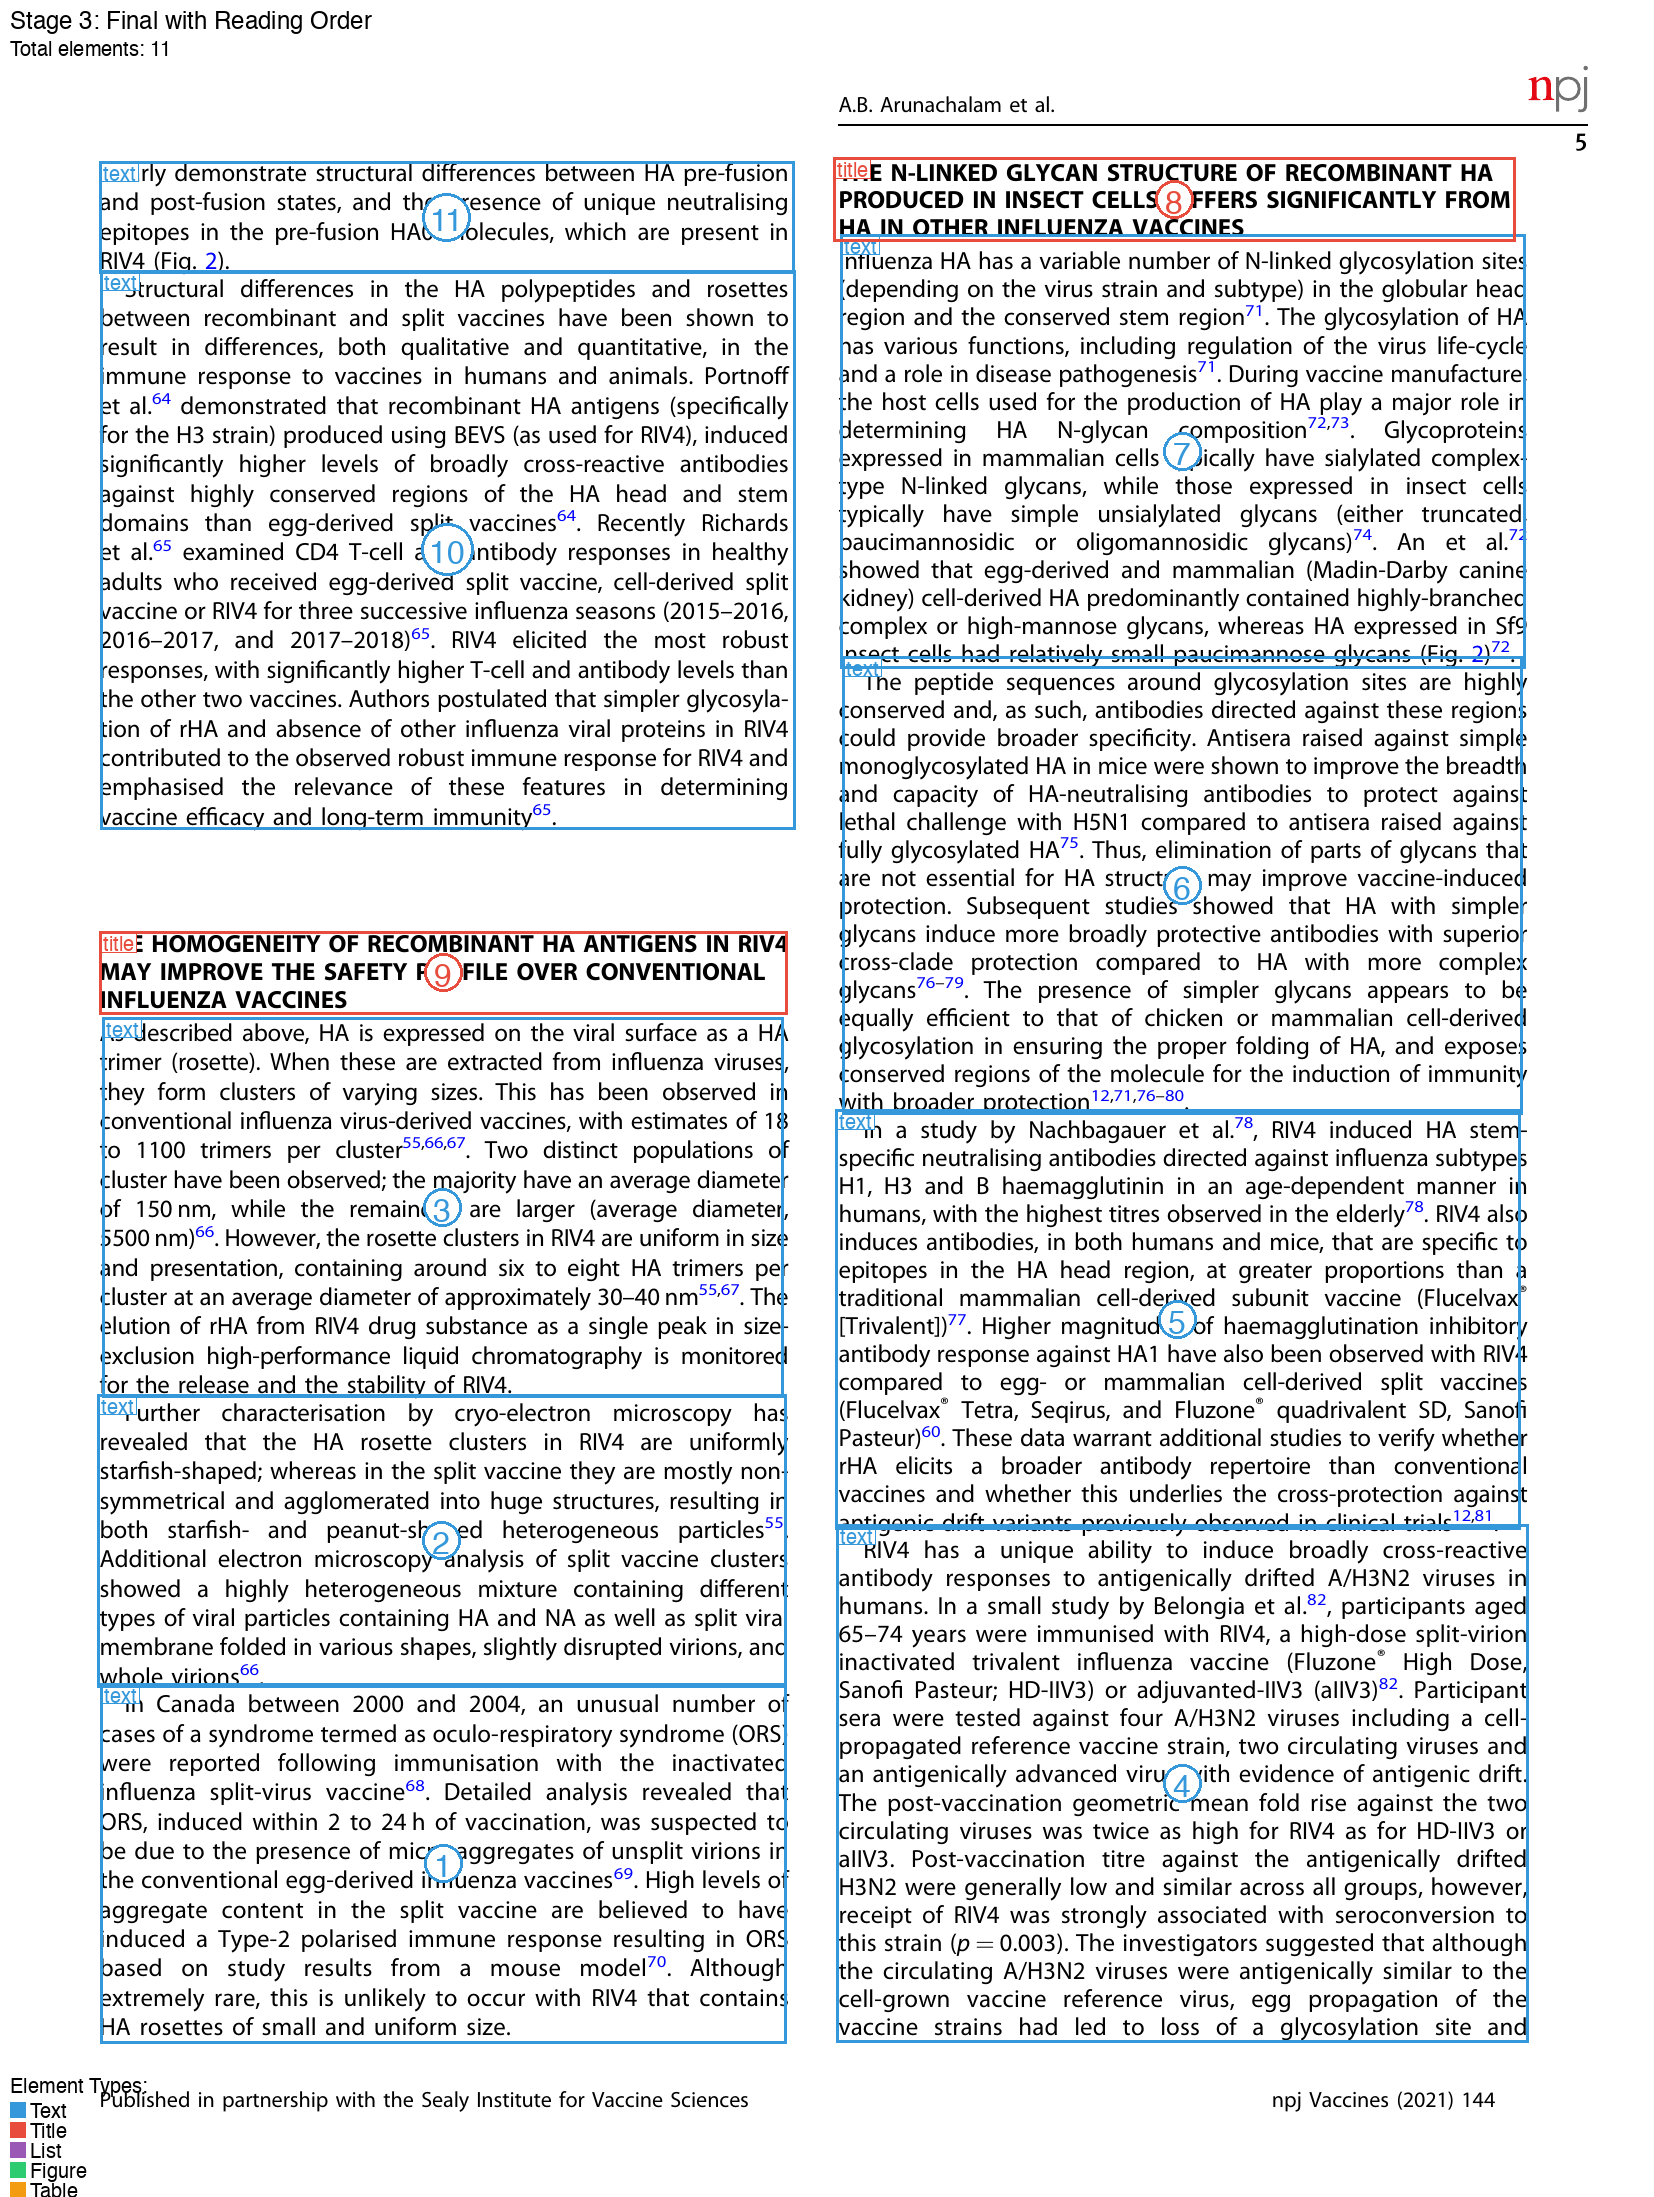 Stage 3: Final with Reading Order
Total elements: 11
A.B. Arunachalam et al.
npj
5
text rly demonstrate structural differences between HA pre-fusion
and post-fusion states, and the presence of unique neutralising
epitopes in the pre-fusion HA0 molecules, which are present in
RIV4 (Fig. 2).
11
text
Structural differences in the HA polypeptides and rosettes
between recombinant and split vaccines have been shown to
result in differences, both qualitative and quantitative, in the
immune response to vaccines in humans and animals. Portnoff
et al.64 demonstrated that recombinant HA antigens (specifically
for the H3 strain) produced using BEVS (as used for RIV4), induced
significantly higher levels of broadly cross-reactive antibodies
against highly conserved regions of the HA head and stem
domains than egg-derived split vaccines64. Recently Richards
et al.65 examined CD4 T-cell and antibody responses in healthy
10
adults who received egg-derived split vaccine, cell-derived split
vaccine or RIV4 for three successive influenza seasons (2015–2016,
2016–2017, and 2017–2018)65. RIV4 elicited the most robust
responses, with significantly higher T-cell and antibody levels than
the other two vaccines. Authors postulated that simpler glycosyla-
tion of rHA and absence of other influenza viral proteins in RIV4
contributed to the observed robust immune response for RIV4 and
emphasised the relevance of these features in determining
vaccine efficacy and long-term immunity65.
title
THE HOMOGENEITY OF RECOMBINANT HA ANTIGENS IN RIV4
MAY IMPROVE THE SAFETY PROFILE OVER CONVENTIONAL
INFLUENZA VACCINES
9
text
As described above, HA is expressed on the viral surface as a HA
trimer (rosette). When these are extracted from influenza viruses,
they form clusters of varying sizes. This has been observed in
conventional influenza virus-derived vaccines, with estimates of 18
to 1100 trimers per cluster55,66,67. Two distinct populations of
cluster have been observed; the majority have an average diameter
of 150 nm, while the remainder are larger (average diameter,
3
5500 nm)66. However, the rosette clusters in RIV4 are uniform in size
and presentation, containing around six to eight HA trimers per
cluster at an average diameter of approximately 30–40 nm55,67. The
elution of rHA from RIV4 drug substance as a single peak in size-
exclusion high-performance liquid chromatography is monitored
for the release and the stability of RIV4.
text
Further characterisation by cryo-electron microscopy has
revealed that the HA rosette clusters in RIV4 are uniformly
starfish-shaped; whereas in the split vaccine they are mostly non-
symmetrical and agglomerated into huge structures, resulting in
both starfish- and peanut-shaped heterogeneous particles55.
2
Additional electron microscopy analysis of split vaccine clusters
showed a highly heterogeneous mixture containing different
types of viral particles containing HA and NA as well as split viral
membrane folded in various shapes, slightly disrupted virions, and
whole virions66.
text
In Canada between 2000 and 2004, an unusual number of
cases of a syndrome termed as oculo-respiratory syndrome (ORS)
were reported following immunisation with the inactivated
influenza split-virus vaccine68. Detailed analysis revealed that
ORS, induced within 2 to 24 h of vaccination, was suspected to
be due to the presence of micro-aggregates of unsplit virions in
1
the conventional egg-derived influenza vaccines69. High levels of
aggregate content in the split vaccine are believed to have
induced a Type-2 polarised immune response resulting in ORS
based on study results from a mouse model70. Although
extremely rare, this is unlikely to occur with RIV4 that contains
HA rosettes of small and uniform size.
title
THE N-LINKED GLYCAN STRUCTURE OF RECOMBINANT HA
PRODUCED IN INSECT CELLS DIFFERS SIGNIFICANTLY FROM
HA IN OTHER INFLUENZA VACCINES
8
text
Influenza HA has a variable number of N-linked glycosylation sites
(depending on the virus strain and subtype) in the globular head
region and the conserved stem region71. The glycosylation of HA
has various functions, including regulation of the virus life-cycle
and a role in disease pathogenesis71. During vaccine manufacture,
the host cells used for the production of HA play a major role in
determining HA N-glycan composition72,73. Glycoproteins
expressed in mammalian cells typically have sialylated complex-
7
type N-linked glycans, while those expressed in insect cells
typically have simple unsialylated glycans (either truncated,
paucimannosidic or oligomannosidic glycans)74. An et al.72
showed that egg-derived and mammalian (Madin-Darby canine
kidney) cell-derived HA predominantly contained highly-branched
complex or high-mannose glycans, whereas HA expressed in Sf9
insect cells had relatively small paucimannose glycans (Fig. 2)72.
text
The peptide sequences around glycosylation sites are highly
conserved and, as such, antibodies directed against these regions
could provide broader specificity. Antisera raised against simple
monoglycosylated HA in mice were shown to improve the breadth
and capacity of HA-neutralising antibodies to protect against
lethal challenge with H5N1 compared to antisera raised against
fully glycosylated HA75. Thus, elimination of parts of glycans that
are not essential for HA structure may improve vaccine-induced
6
protection. Subsequent studies showed that HA with simpler
glycans induce more broadly protective antibodies with superior
cross-clade protection compared to HA with more complex
glycans76–79. The presence of simpler glycans appears to be
equally efficient to that of chicken or mammalian cell-derived
glycosylation in ensuring the proper folding of HA, and exposes
conserved regions of the molecule for the induction of immunity
with broader protection12,71,76–80.
text
In a study by Nachbagauer et al.78, RIV4 induced HA stem-
specific neutralising antibodies directed against influenza subtypes
H1, H3 and B haemagglutinin in an age-dependent manner in
humans, with the highest titres observed in the elderly78. RIV4 also
induces antibodies, in both humans and mice, that are specific to
epitopes in the HA head region, at greater proportions than a
traditional mammalian cell-derived subunit vaccine (Flucelvax®
[Trivalent])77. Higher magnitude of haemagglutination inhibitory
5
antibody response against HA1 have also been observed with RIV4
compared to egg- or mammalian cell-derived split vaccines
(Flucelvax® Tetra, Seqirus, and Fluzone® quadrivalent SD, Sanofi
Pasteur)60. These data warrant additional studies to verify whether
rHA elicits a broader antibody repertoire than conventional
vaccines and whether this underlies the cross-protection against
antigenic drift variants previously observed in clinical trials12,81.
text
RIV4 has a unique ability to induce broadly cross-reactive
antibody responses to antigenically drifted A/H3N2 viruses in
humans. In a small study by Belongia et al.82, participants aged
65–74 years were immunised with RIV4, a high-dose split-virion
inactivated trivalent influenza vaccine (Fluzone® High Dose,
Sanofi Pasteur; HD-IIV3) or adjuvanted-IIV3 (aIIV3)82. Participant
sera were tested against four A/H3N2 viruses including a cell-
propagated reference vaccine strain, two circulating viruses and
an antigenically advanced virus with evidence of antigenic drift.
4
The post-vaccination geometric mean fold rise against the two
circulating viruses was twice as high for RIV4 as for HD-IIV3 or
aIIV3. Post-vaccination titre against the antigenically drifted
H3N2 were generally low and similar across all groups, however,
receipt of RIV4 was strongly associated with seroconversion to
this strain (p = 0.003). The investigators suggested that although
the circulating A/H3N2 viruses were antigenically similar to the
cell-grown vaccine reference virus, egg propagation of the
vaccine strains had led to loss of a glycosylation site and
Published in partnership with the Sealy Institute for Vaccine Sciences
npj Vaccines (2021) 144
Element Types:
Text
Title
List
Figure
Table